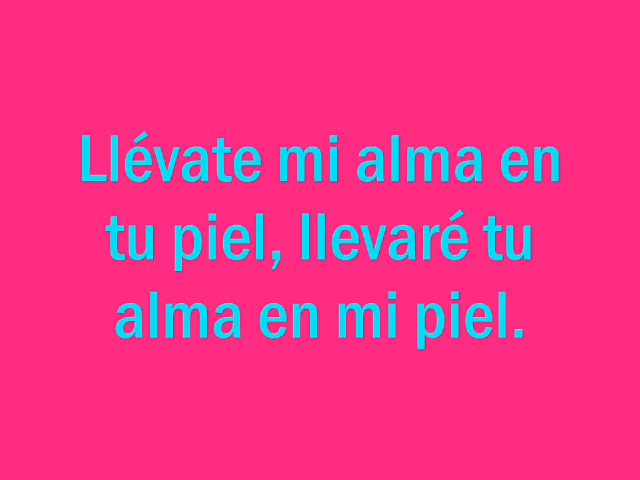 Llévate mi alma en
tu piel, llevaré tu
alma en mi piel.